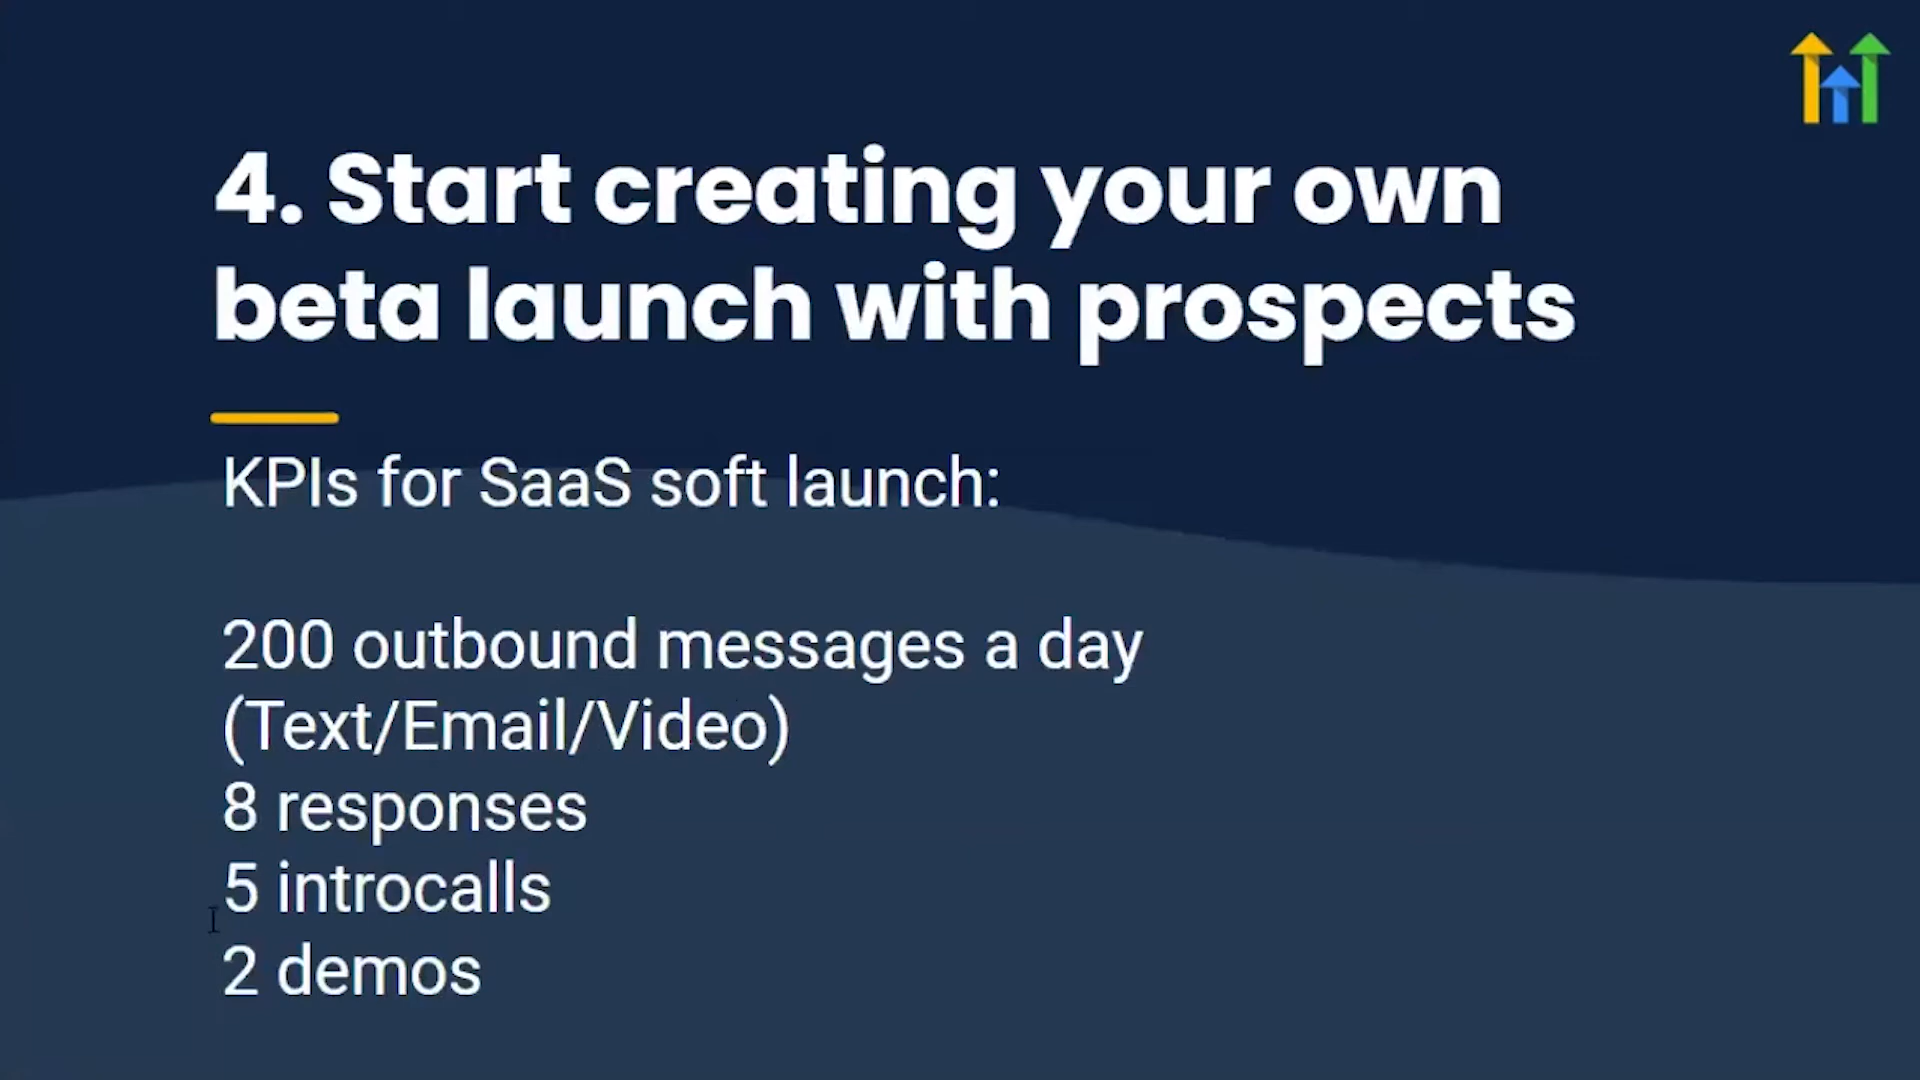 4. Start creating your own
beta launch with prospects
KPIs for SaaS soft launch:
200 outbound messages a day
(Text/Email/Video)
8 responses
5 introcalls
2 demos